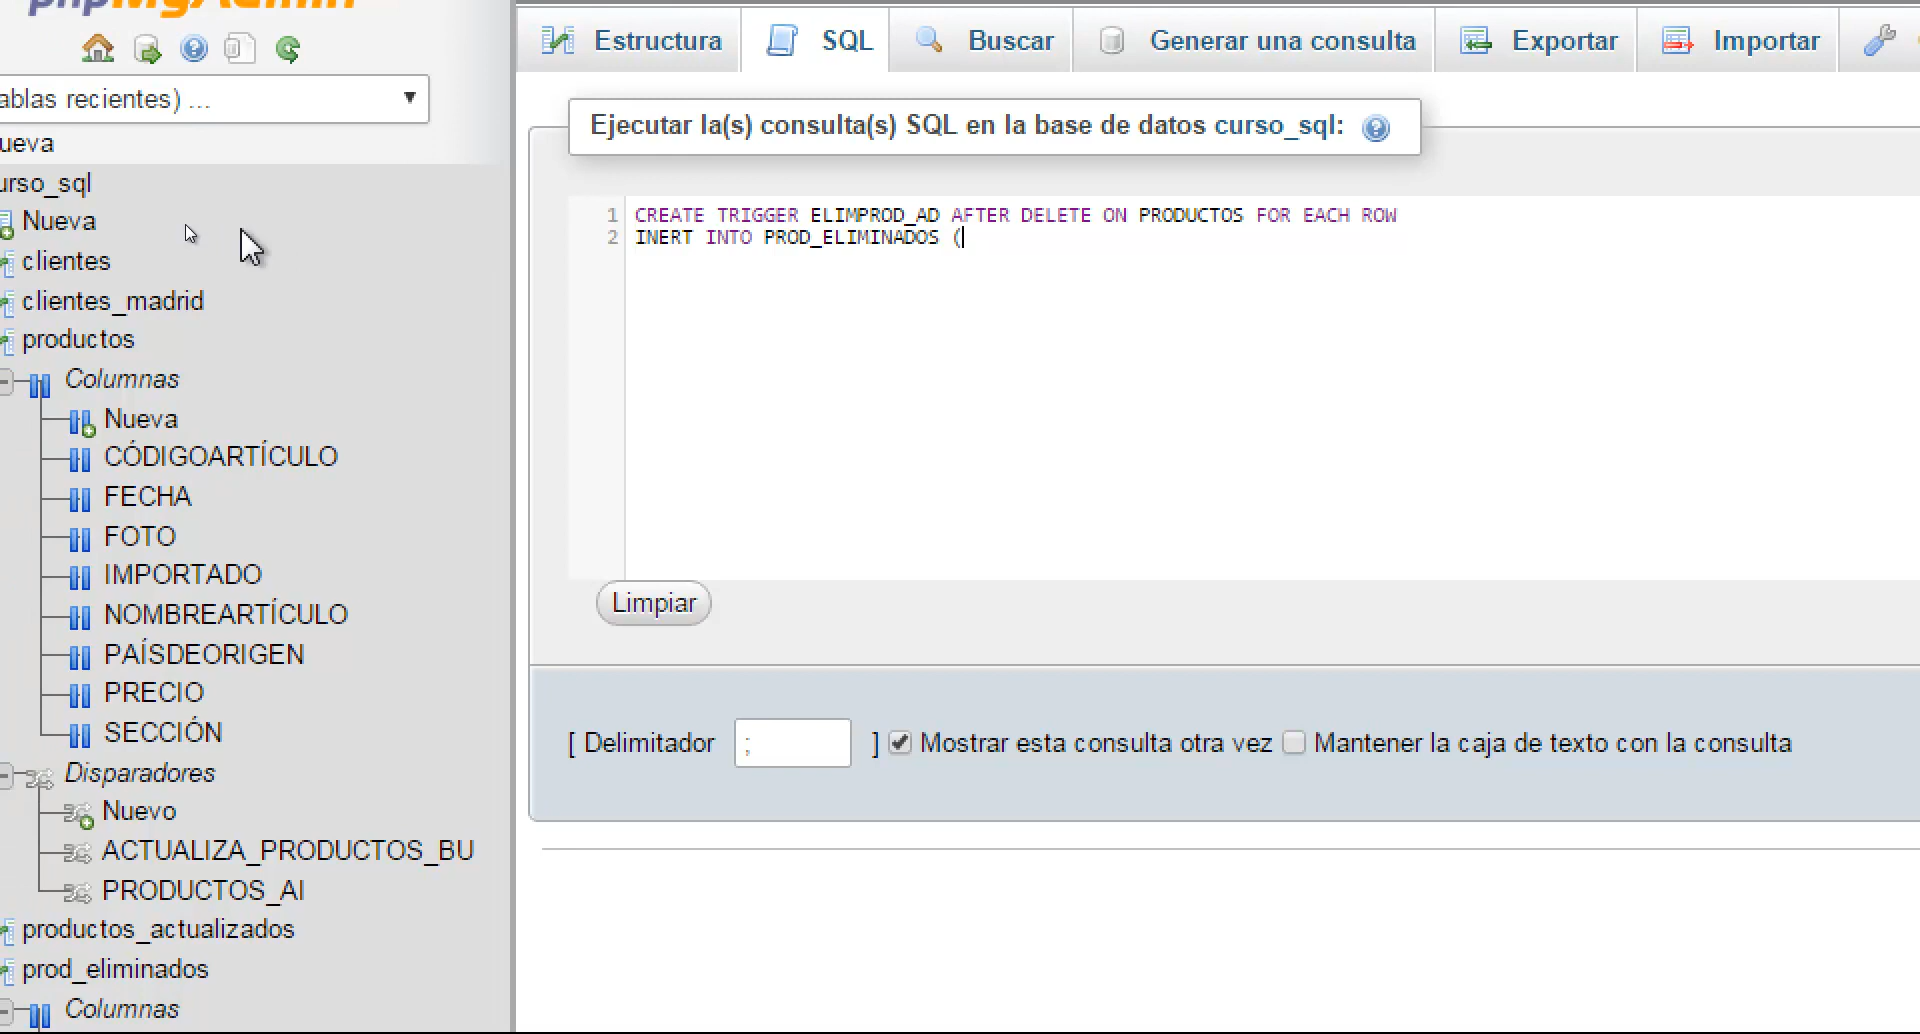 phpMyAdmin
ablas recientes) ...
ueva
urso_sql
Nueva
clientes
clientes_madrid
productos
Columnas
Nueva
CÓDIGOARTÍCULO
FECHA
FOTO
IMPORTADO
NOMBREARTÍCULO
PAÍSDEORIGEN
PRECIO
SECCIÓN
Disparadores
Nuevo
ACTUALIZA_PRODUCTOS_BU
PRODUCTOS_AI
productos_actualizados
prod_eliminados
Columnas
Estructura SQL Buscar Generar una consulta Exportar Importar
Ejecutar la(s) consulta(s) SQL en la base de datos curso_sql:
1 CREATE TRIGGER ELIMPROD_AD AFTER DELETE ON PRODUCTOS FOR EACH ROW
2 INERT INTO PROD_ELIMINADOS (
Limpiar
[ Delimitador ; ] Mostrar esta consulta otra vez Mantener la caja de texto con la consulta